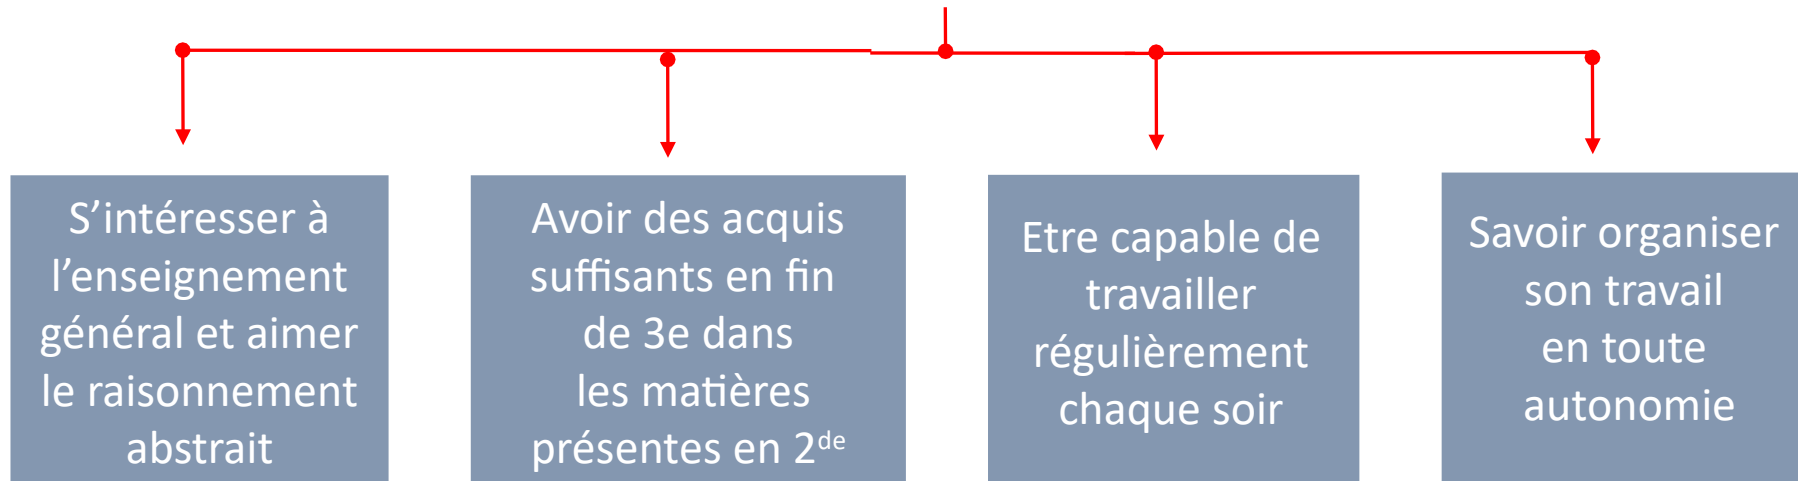 S’intéresser à
l’enseignement
général et aimer
le raisonnement
abstrait
Avoir des acquis
suffisants en fin
de 3e dans
les matières
présentes en 2de
Etre capable de
travailler
régulièrement
chaque soir
Savoir organiser
son travail
en toute
autonomie